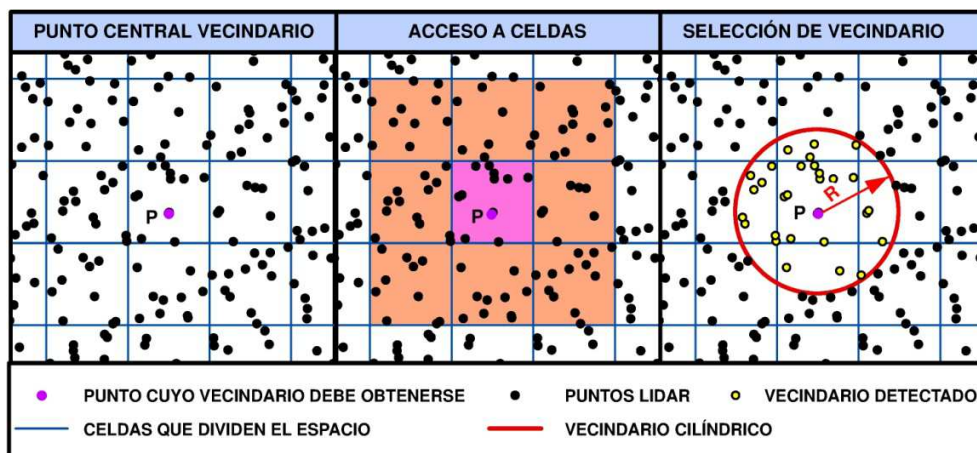 PUNTO CENTRAL VECINDARIO
ACCESO A CELDAS
SELECCIÓN DE VECINDARIO
P
P
P
R
PUNTO CUYO VECINDARIO DEBE OBTENERSE
PUNTOS LIDAR
VECINDARIO DETECTADO
CELDAS QUE DIVIDEN EL ESPACIO
VECINDARIO CILÍNDRICO